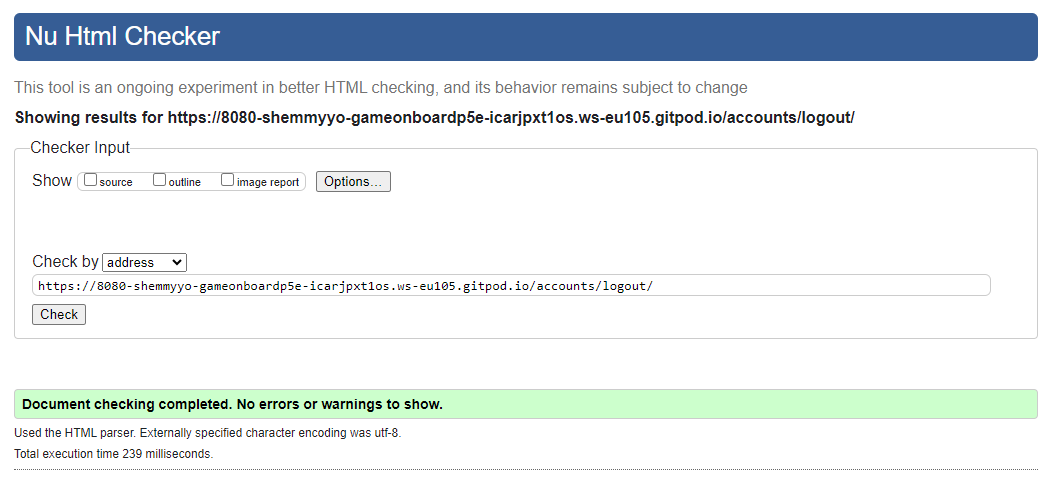 Nu Html Checker
This tool is an ongoing experiment in better HTML checking, and its behavior remains subject to change
Showing results for https://8080-shemmyyo-gameonboardp5e-icarjpxt1os.ws-eu105.gitpod.io/accounts/logout/
Checker Input
Show source outline image report Options...
Check by address
https://8080-shemmyyo-gameonboardp5e-icarjpxt1os.ws-eu105.gitpod.io/accounts/logout/
Check
Document checking completed. No errors or warnings to show.
Used the HTML parser. Externally specified character encoding was utf-8.
Total execution time 239 milliseconds.